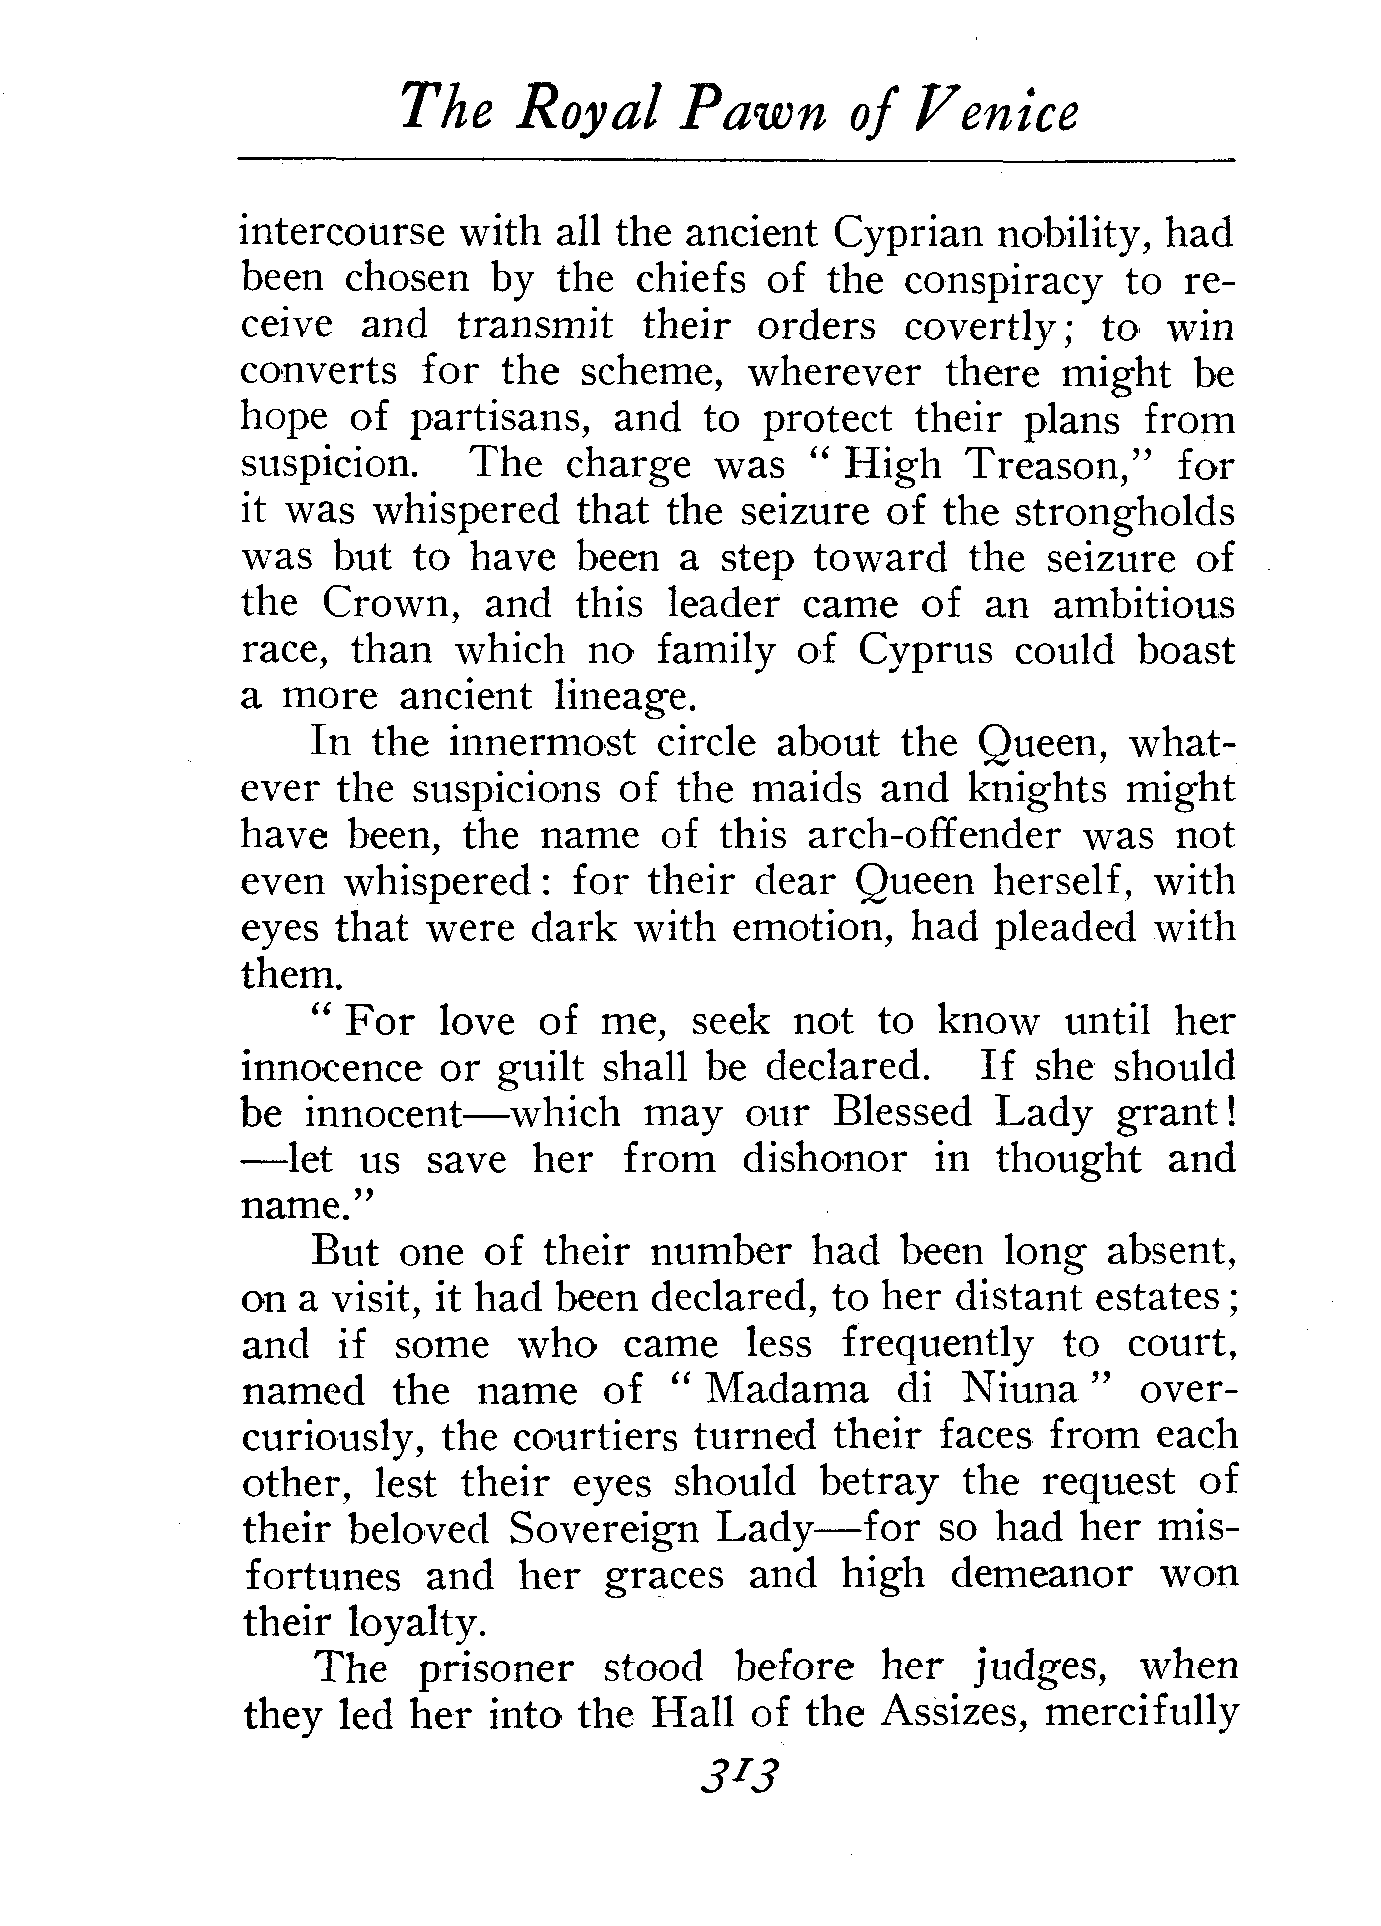 The Royal Pawn of Venice
intercourse with all the ancient Cyprian nobility, had
been chosen by the chiefs of the conspiracy to re-
ceive and transmit their orders covertly; to win
converts for the scheme, wherever there might be
hope of partisans, and to protect their plans from
suspicion. The charge was “ High Treason,” for
it was whispered that the seizure of the strongholds
was but to have been a step toward the seizure of
the Crown, and this leader came of an ambitious
race, than which no family of Cyprus could boast
a more ancient lineage.
In the innermost circle about the Queen, what-
ever the suspicions of the maids and knights might
have been, the name of this arch-offender was not
even whispered: for their dear Queen herself, with
eyes that were dark with emotion, had pleaded with
them.
“ For love of me, seek not to know until her
innocence or guilt shall be declared. If she should
be innocent—which may our Blessed Lady grant!
—let us save her from dishonor in thought and
name.”
But one of their number had been long absent,
on a visit, it had been declared, to her distant estates;
and if some who came less frequently to court,
named the name of “ Madama di Niuna ” over-
curiously, the courtiers turned their faces from each
other, lest their eyes should betray the request of
their beloved Sovereign Lady—for so had her mis-
fortunes and her graces and high demeanor won
their loyalty.
The prisoner stood before her judges, when
they led her into the Hall of the Assizes, mercifully
313